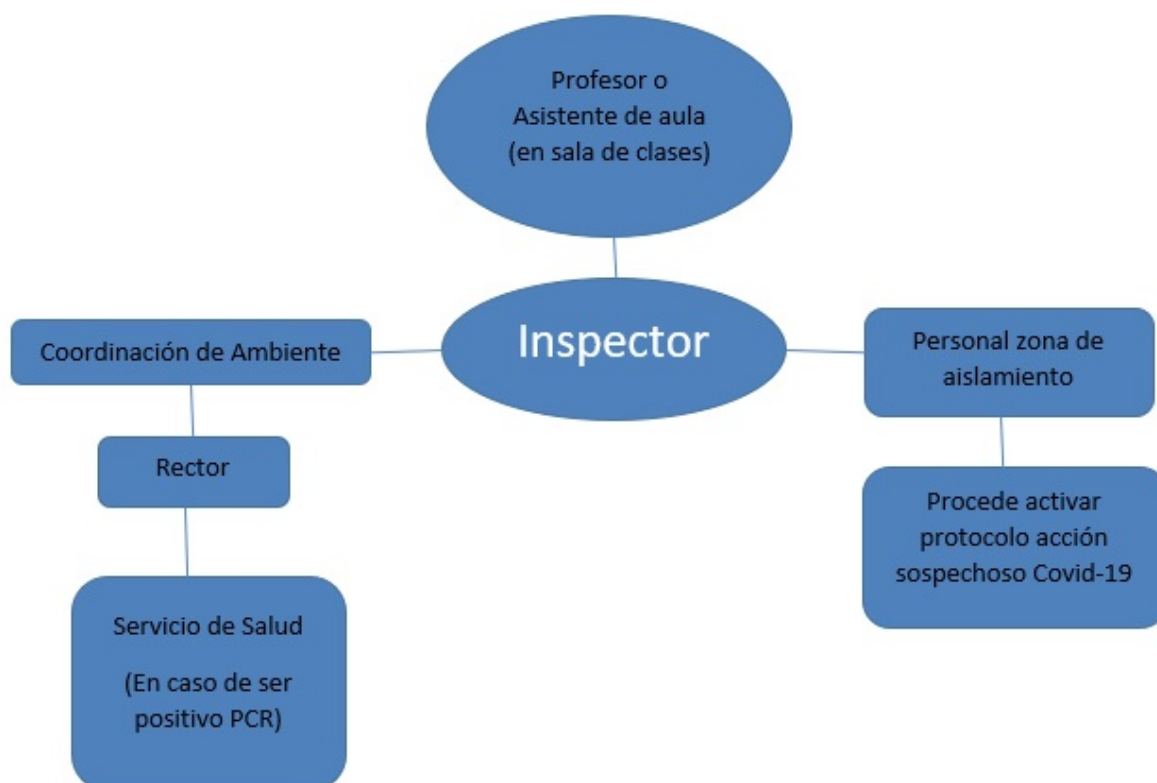 Profesor o
Asistente de aula
(en sala de clases)
Inspector
Coordinación de Ambiente
Personal zona de
aislamiento
Rector
Procede activar
protocolo acción
sospechoso Covid-19
Servicio de Salud
(En caso de ser
positivo PCR)